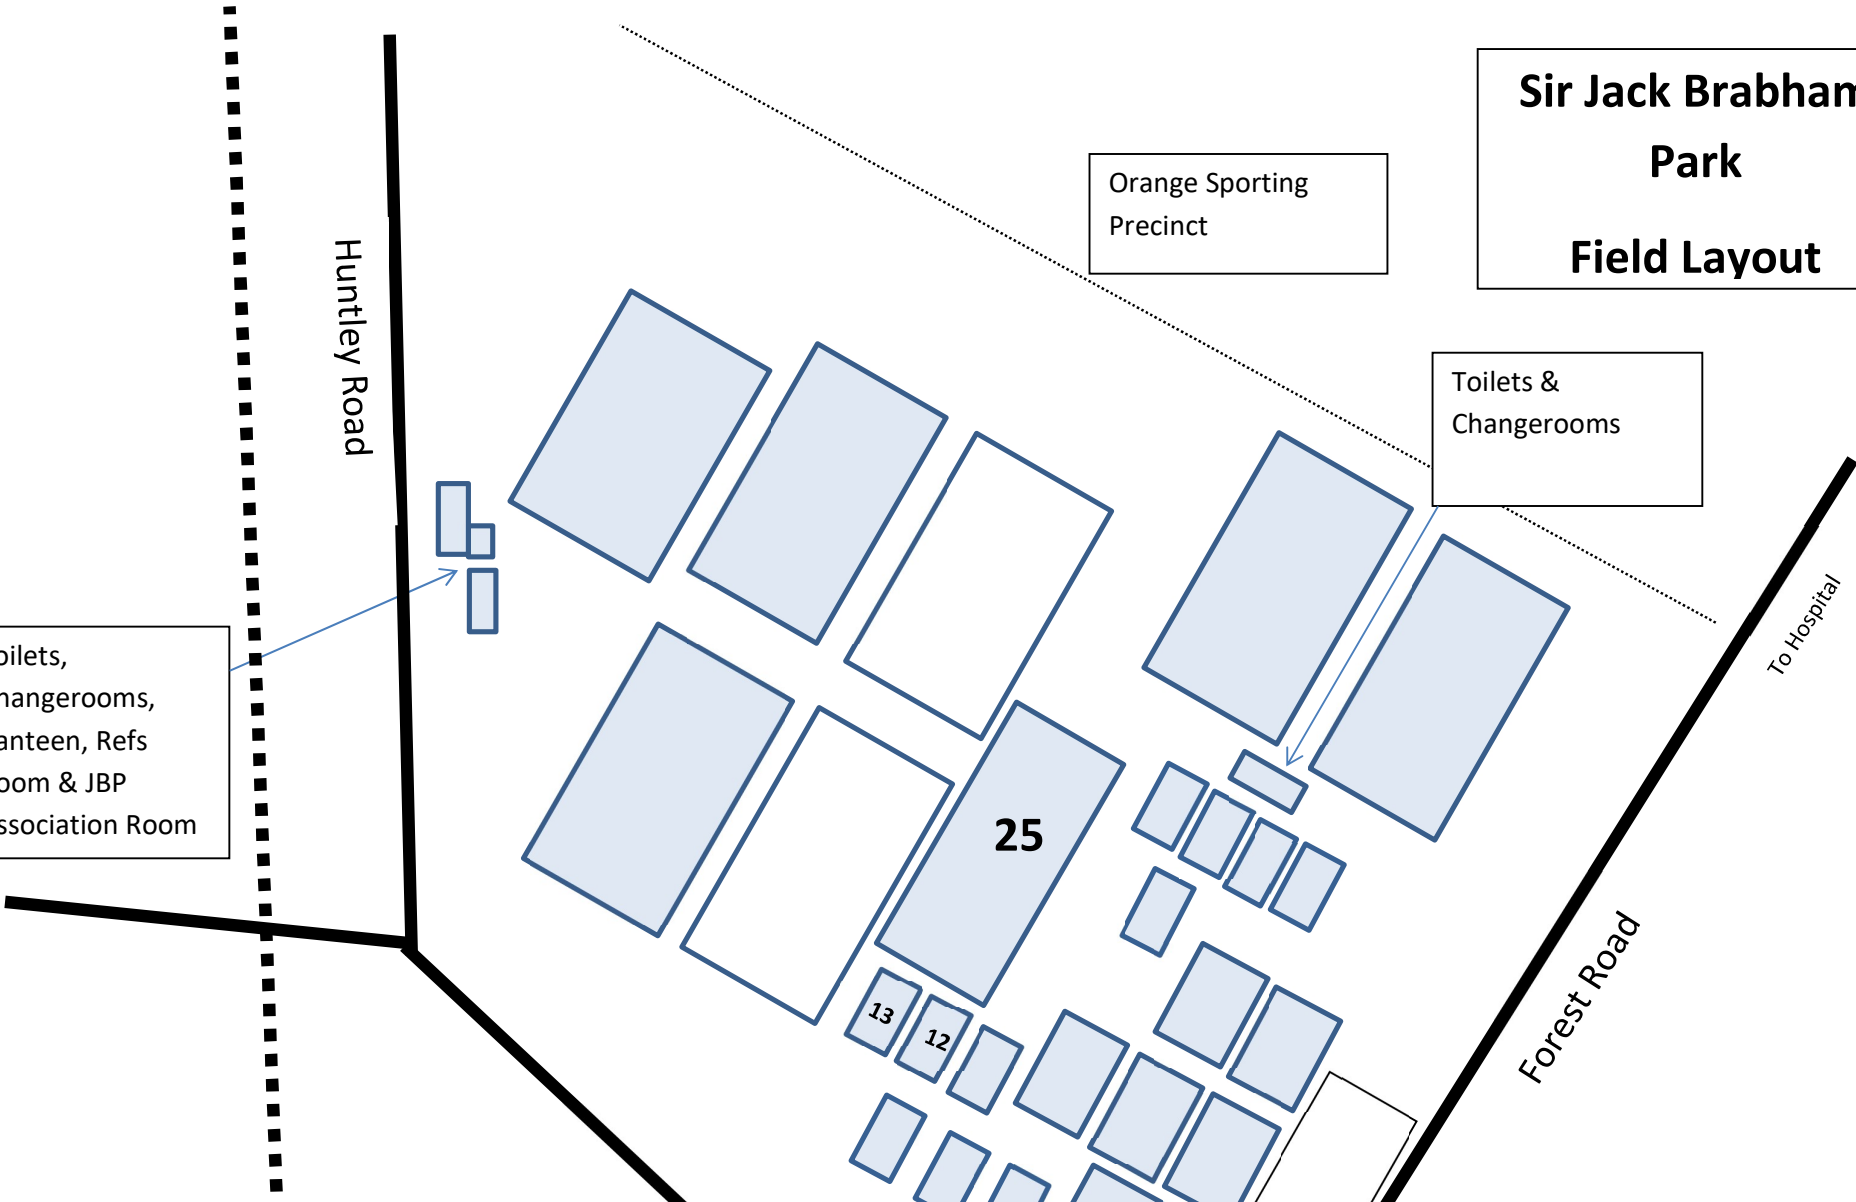 Sir Jack Brabham
Park
Field Layout
Orange Sporting
Precinct
Toilets &
Changerooms
Huntley Road
To Hospital
oilets,
hangerooms,
anteen, Refs
oom & JBP
ssociation Room
25
13
12
Forest Road